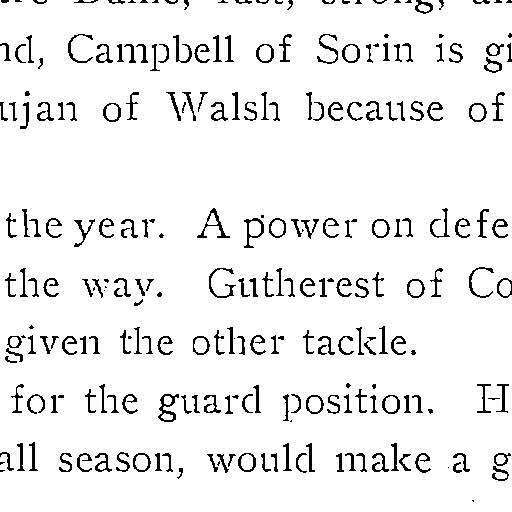 Dame, fast, strong, an
nd, Campbell of Sorin is gi
ujan of Walsh because of
the year. A power on defe
the way. Gutherest of Co
given the other tackle.
for the guard position. H
all season, would make a g